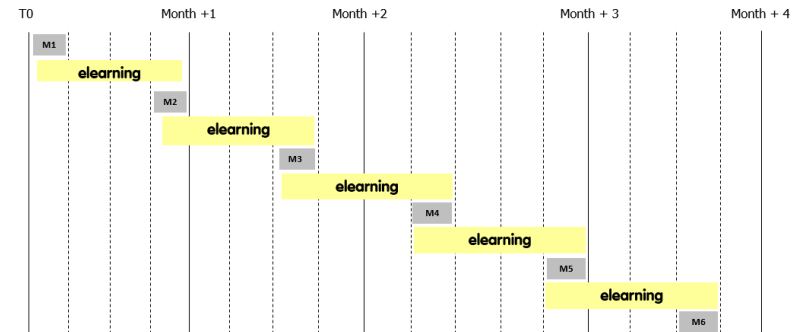 T0 Month +1 Month +2 Month + 3 Month + 4
M1
elearning
M2
elearning
M3
elearning
M4
elearning
M5
elearning
M6